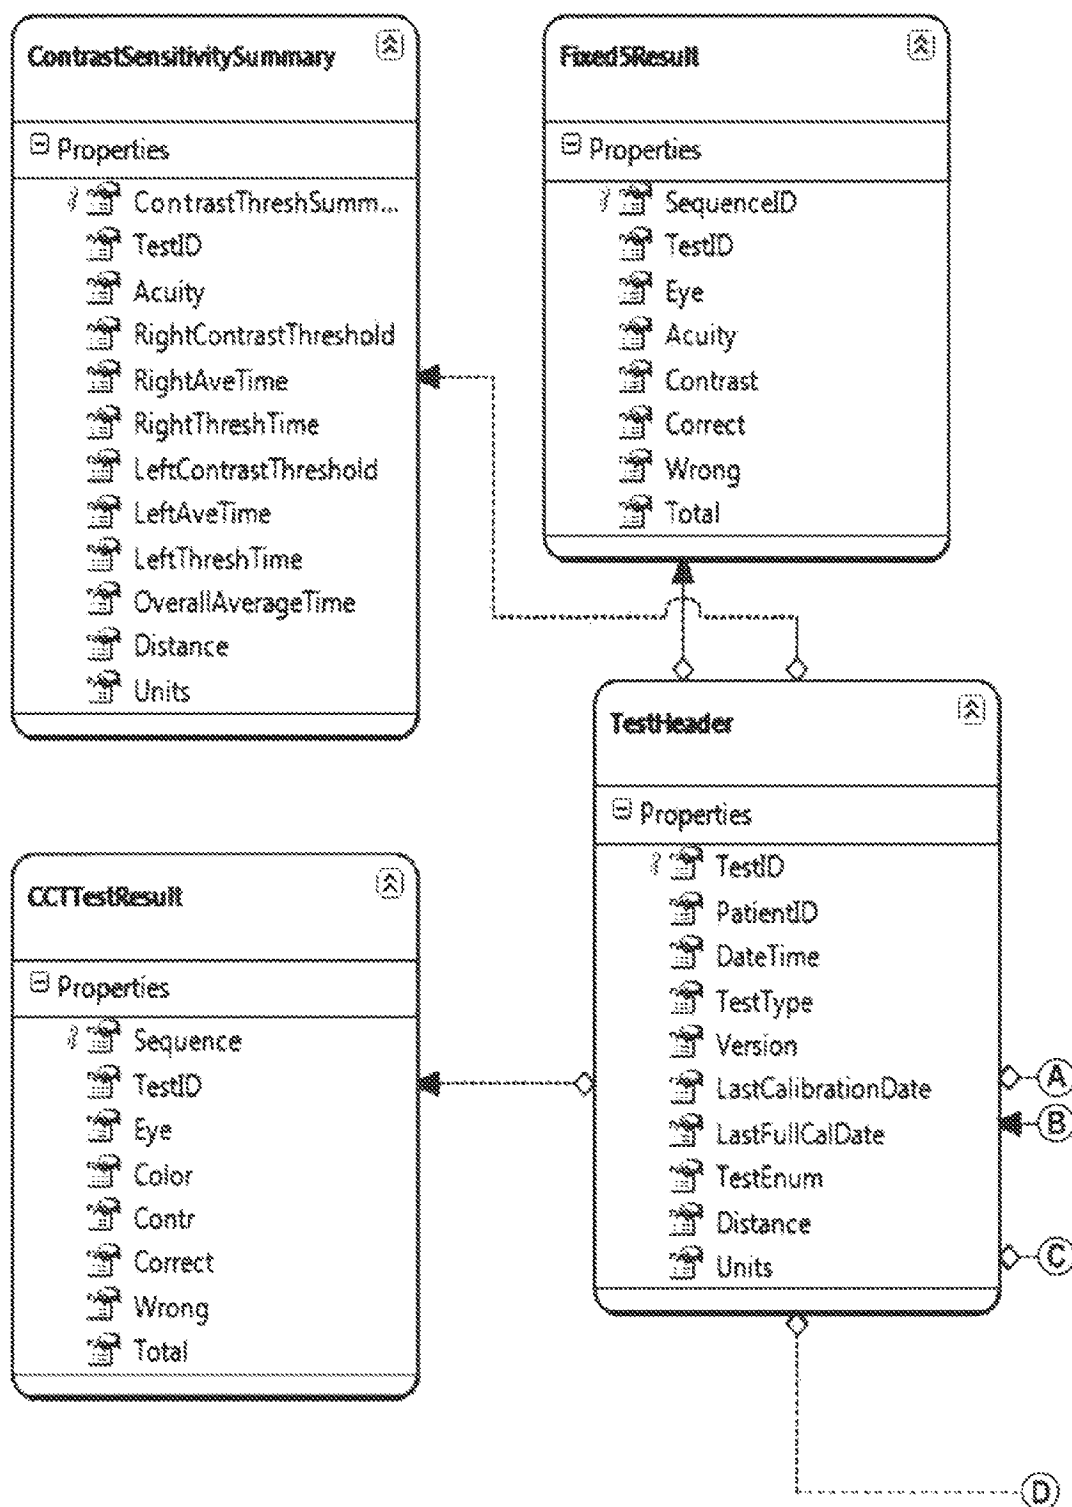 ContrastSensitivitySummary
Properties
ContrastThreshSumm...
TestID
Acuity
RightContrastThreshold
RightAveTime
RightThreshTime
LeftContrastThreshold
LeftAveTime
LeftThreshTime
OverallAverageTime
Distance
Units
Fixed5Result
Properties
SequenceID
TestID
Eye
Acuity
Contrast
Correct
Wrong
Total
TestHeader
Properties
TestID
PatientID
DateTime
TestType
Version
LastCalibrationDate
LastFullCalDate
TestEnum
Distance
Units
A
B
C
D
CCTTestResult
Properties
Sequence
TestID
Eye
Color
Contr
Correct
Wrong
Total